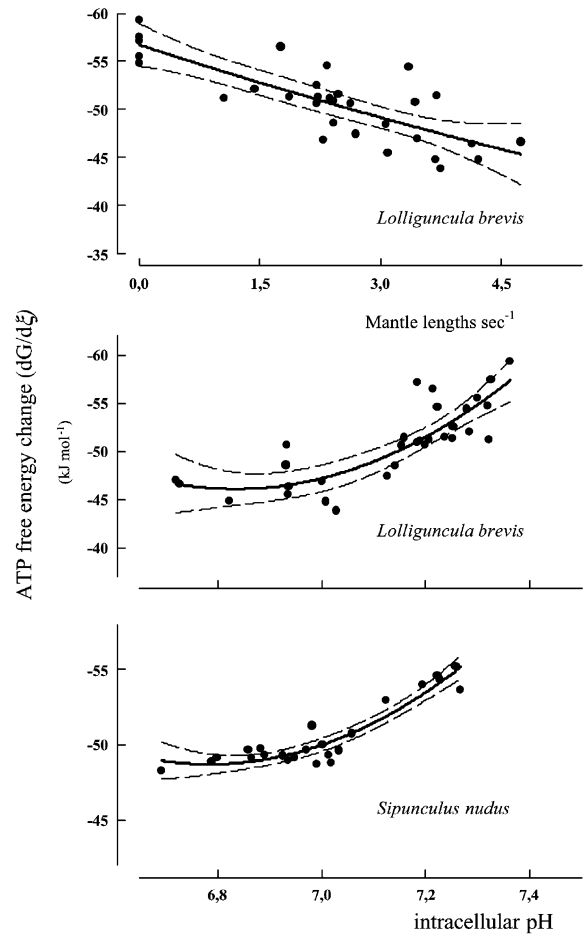 -60
-55
-50
-45
-40
-35
Lolliguncula brevis
0,0 1,5 3,0 4,5
Mantle lengths sec-1
ATP free energy change (dG/dξ)
(kJ mol-1)
-60
-55
-50
-45
-40
Lolliguncula brevis
-55
-50
-45
Sipunculus nudus
6,8 7,0 7,2 7,4
intracellular pH